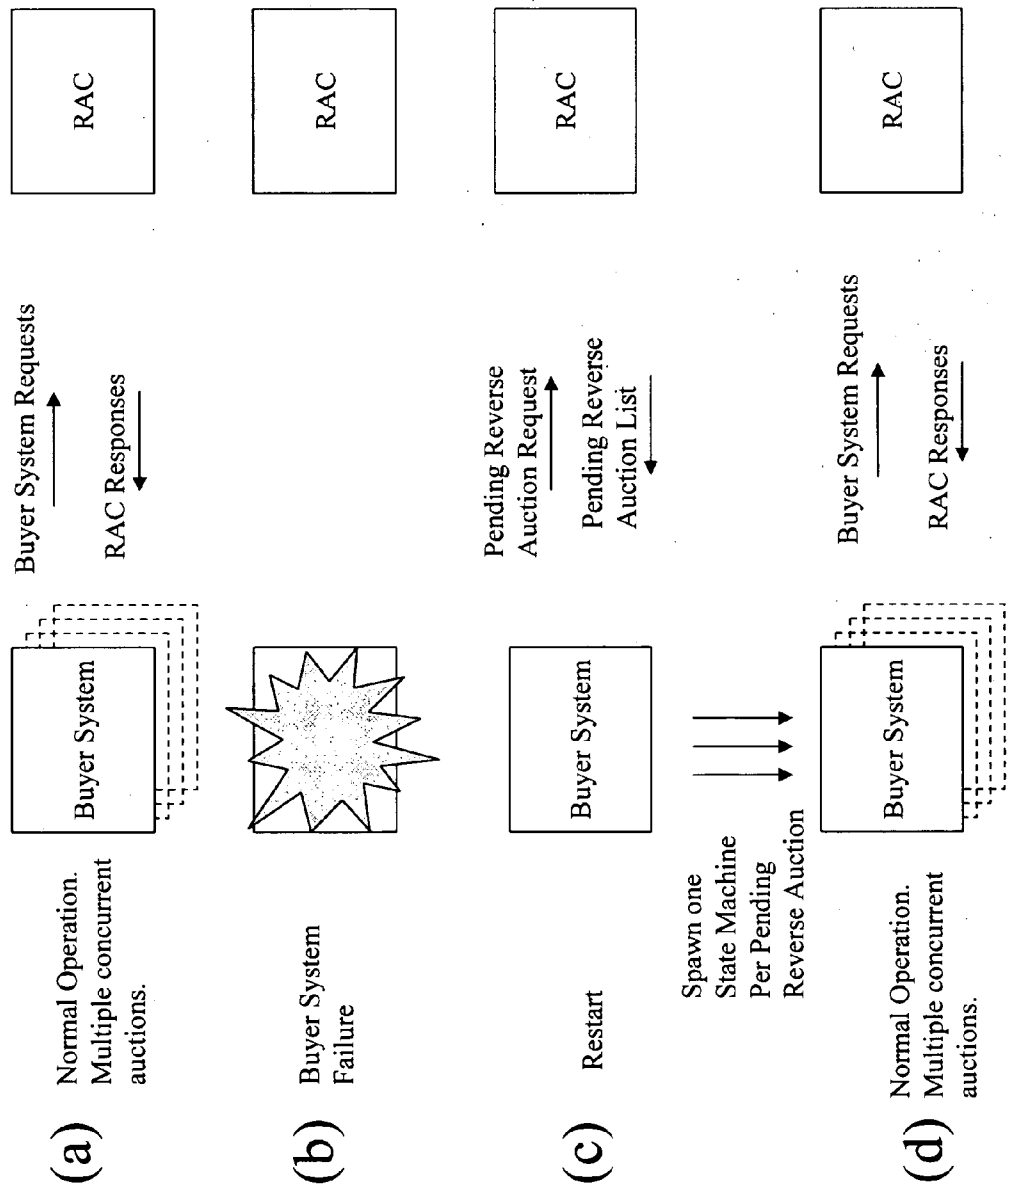 (a)
Normal Operation.
Multiple concurrent
auctions.
Buyer System
Buyer System Requests
RAC Responses
RAC
(b)
Buyer System
Failure
RAC
(c)
Restart
Buyer System
Pending Reverse
Auction Request
Pending Reverse
Auction List
RAC
Spawn one
State Machine
Per Pending
Reverse Auction
(d)
Normal Operation.
Multiple concurrent
auctions.
Buyer System
Buyer System Requests
RAC Responses
RAC